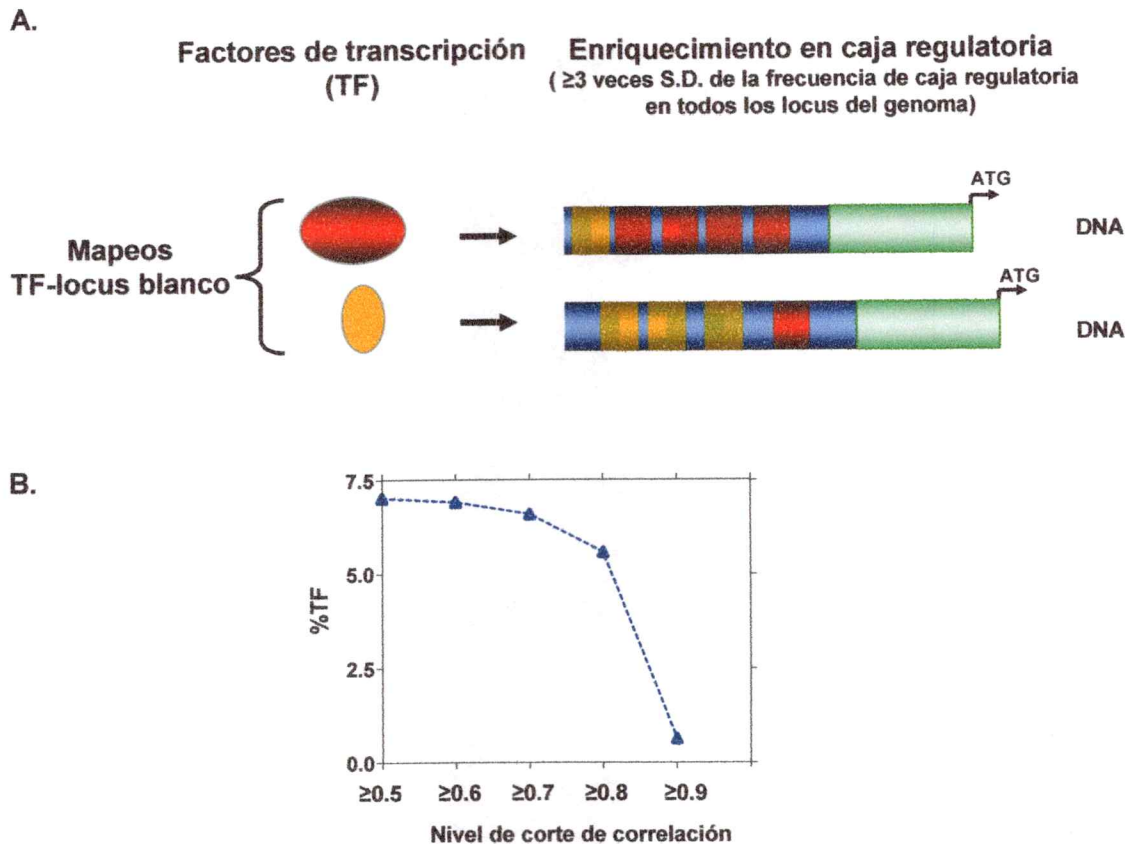 A.
Factores de transcripción
(TF)
Enriquecimiento en caja regulatoria
( ≥3 veces S.D. de la frecuencia de caja regulatoria
en todos los locus del genoma)
Mapeos
TF-locus blanco
ATG
DNA
ATG
DNA
B.
7.5
5.0
2.5
0.0
%TF
≥0.5 ≥0.6 ≥0.7 ≥0.8 ≥0.9
Nivel de corte de correlación